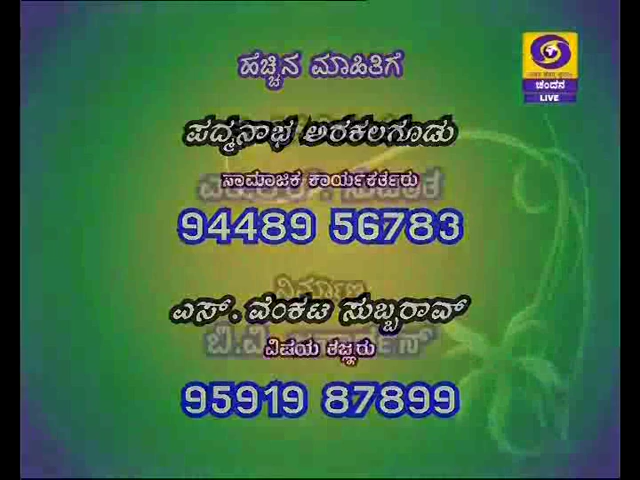 ಹೆಚ್ಚಿನ ಮಾಹಿತಿಗೆ
ಚಂದನ
LIVE
ಪದ್ಮನಾಭ ಅರಕಲಗೂಡು
ಸಾಮಾಜಿಕ ಕಾರ್ಯಕರ್ತರು
94489 56783
ಎಸ್. ವೆಂಕಟ ಸುಬ್ಬರಾವ್
ವಿಷಯ ತಜ್ಞರು
95919 87899